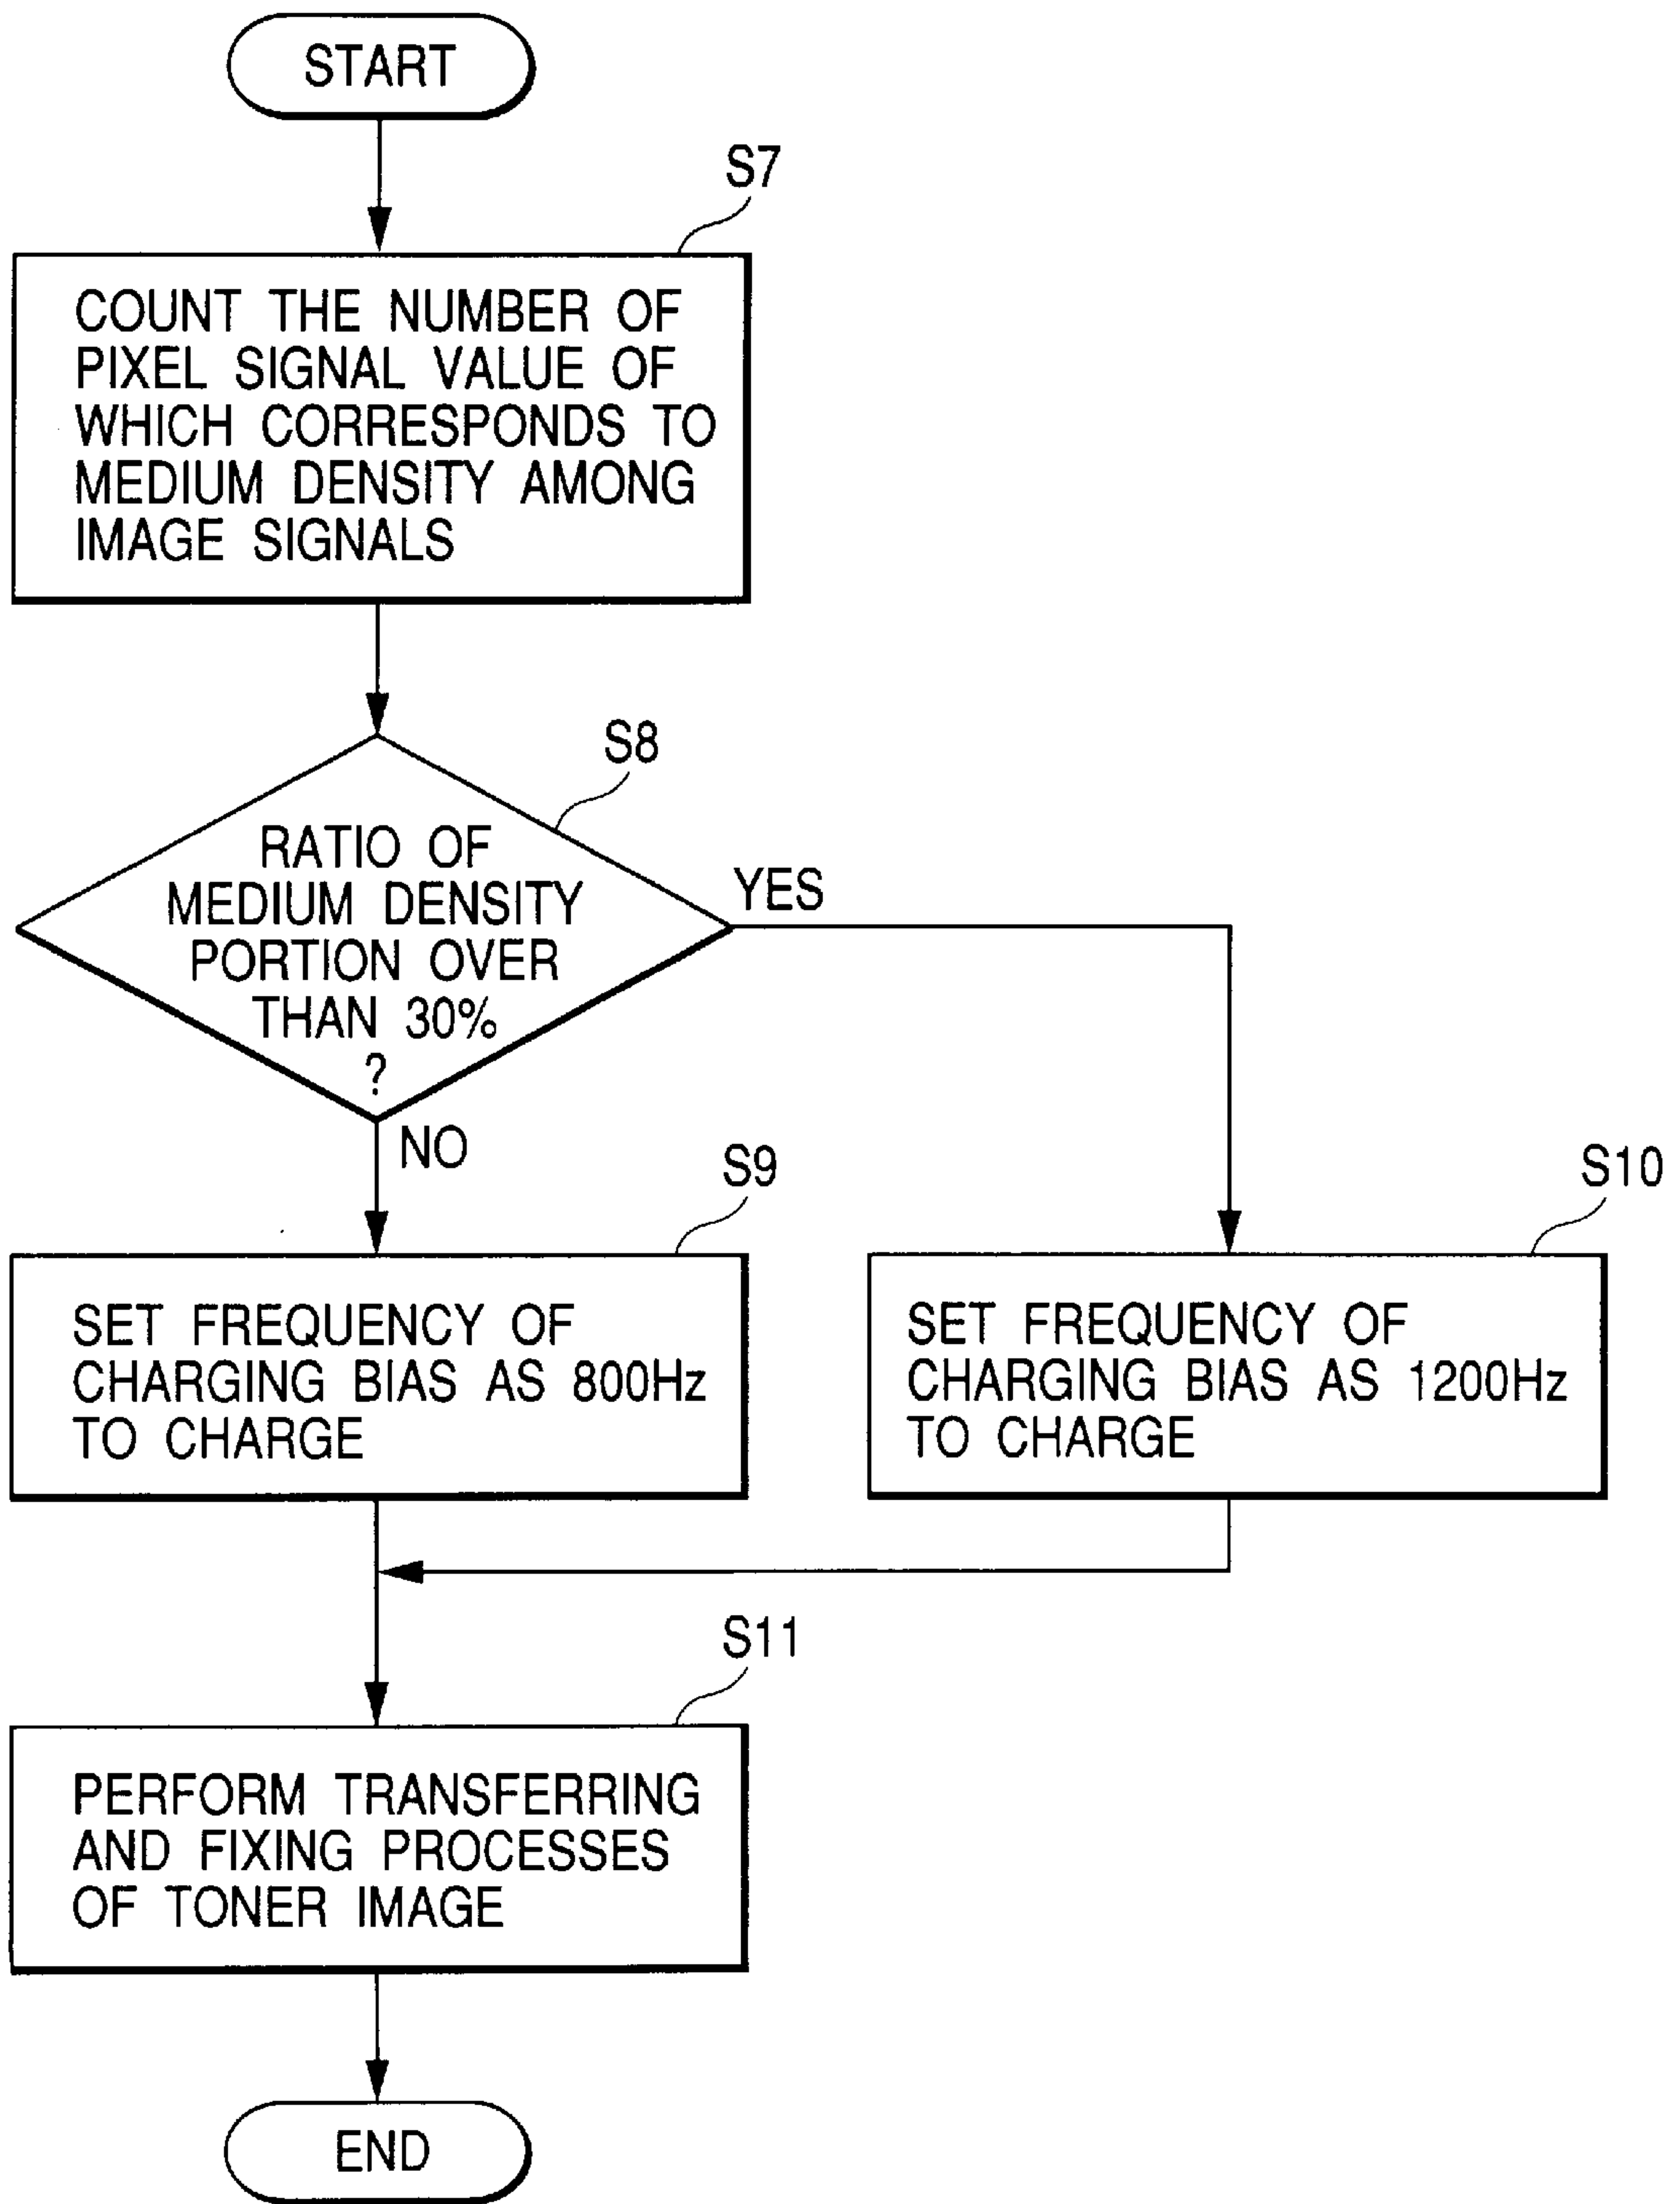 START
S7
COUNT THE NUMBER OF
PIXEL SIGNAL VALUE OF
WHICH CORRESPONDS TO
MEDIUM DENSITY AMONG
IMAGE SIGNALS
S8
RATIO OF
MEDIUM DENSITY
PORTION OVER
THAN 30%
?
YES
NO
S9
SET FREQUENCY OF
CHARGING BIAS AS 800Hz
TO CHARGE
S10
SET FREQUENCY OF
CHARGING BIAS AS 1200Hz
TO CHARGE
S11
PERFORM TRANSFERRING
AND FIXING PROCESSES
OF TONER IMAGE
END